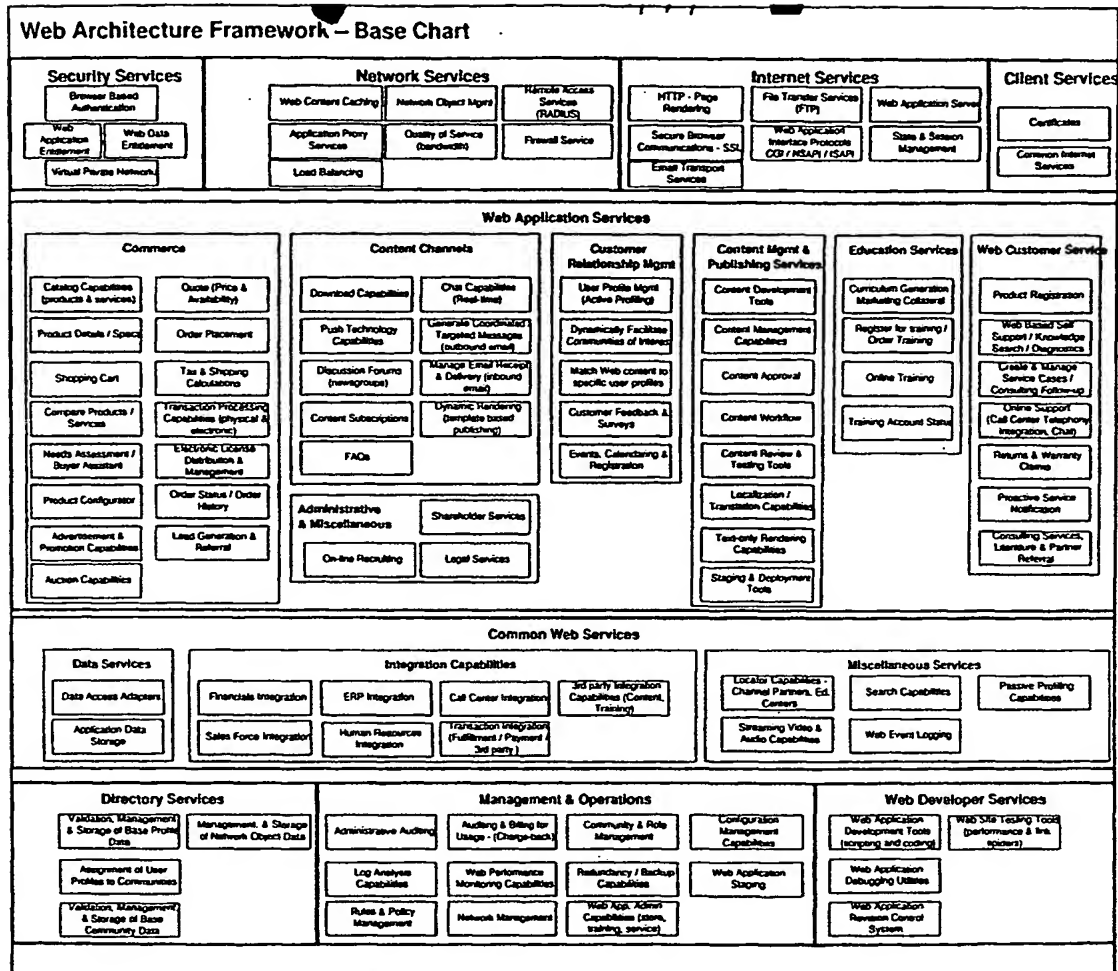 Web Architecture Framework – Base Chart
Security Services
Browser Based
Authentication
Web
Application
Entitlement
Web Data
Entitlement
Virtual Private Network
Network Services
Web Content Caching
Network Object Mgmt
Remote Access
Services
(RADIUS)
Application Proxy
Services
Quality of Service
(bandwidth)
Firewall Service
Load Balancing
Internet Services
HTTP - Page
Rendering
File Transfer Services
(FTP)
Web Application Server
Secure Browser
Communications - SSL
Web Application
Interface Protocols
CGI / NSAPI / ISAPI
State & Session
Management
Email Transport
Services
Client Services
Certificates
Common Internet
Services
Web Application Services
Commerce
Catalog Capabilities
(products & services)
Quote (Price &
Availability)
Product Details / Specs
Order Placement
Shopping Cart
Tax & Shipping
Calculations
Compare Products /
Services
Transaction Processing
Capabilities (physical &
electronic)
Needs Assessment /
Buyer Assistant
Electronic License
Distribution &
Management
Product Configurator
Order Status / Order
History
Advertisement &
Promotion Capabilities
Lead Generation &
Referral
Auction Capabilities
Content Channels
Download Capabilities
Chat Capabilities
(Real-time)
Push Technology
Capabilities
Generate Coordinated
Targeted Messages
(outbound email)
Discussion Forums
(newsgroups)
Manage Email Receipt
& Delivery (inbound
email)
Content Subscriptions
Dynamic Rendering
(template based
publishing)
FAQs
Administrative
& Miscellaneous
Shareholder Services
On-line Recruiting
Legal Services
Customer
Relationship Mgmt
User Profile Mgmt
(Active Profiling)
Dynamically Facilitate
Communities of Interest
Match Web content to
specific user profiles
Customer Feedback &
Surveys
Events, Calendaring &
Registration
Content Mgmt &
Publishing Services
Content Development
Tools
Content Management
Capabilities
Content Approval
Content Workflow
Content Review &
Testing Tools
Localization /
Translation Capabilities
Text-only Rendering
Capabilities
Staging & Deployment
Tools
Education Services
Curriculum Generation
Marketing Collateral
Register for training /
Order Training
Online Training
Training Account Status
Web Customer Service
Product Registration
Web Based Self
Support / Knowledge
Search / Diagnostics
Create & Manage
Service Cases /
Consulting Follow-up
Online Support
(Call Center Telephony
Integration, Chat)
Returns & Warranty
Claims
Proactive Service
Notification
Consulting Services,
Literature & Partner
Referral
Common Web Services
Data Services
Data Access Adapters
Application Data
Storage
Integration Capabilities
Financials Integration
ERP Integration
Call Center Integration
3rd party Integration
Capabilities (Content,
Training)
Sales Force Integration
Human Resources
Integration
Transaction Integration
(Fulfillment / Payment /
3rd party )
Miscellaneous Services
Locator Capabilities -
Channel Partners, Ed.
Centers
Search Capabilities
Passive Profiling
Capabilities
Streaming Video &
Audio Capabilities
Web Event Logging
Directory Services
Validation, Management
& Storage of Base Profile
Data
Management, & Storage
of Network Object Data
Assignment of User
Profiles to Communities
Validation, Management
& Storage of Base
Community Data
Management & Operations
Administrative Auditing
Auditing & Billing for
Usage - (Charge-back)
Community & Role
Management
Configuration
Management
Capabilities
Log Analysis
Capabilities
Web Performance
Monitoring Capabilities
Redundancy / Backup
Capabilities
Web Application
Staging
Rules & Policy
Management
Network Management
Web App. Admin
Capabilities (store,
training, service)
Web Developer Services
Web Application
Development Tools
(scripting and coding)
Web Site Testing Tools
(performance & link
spiders)
Web Application
Debugging Utilities
Web Application
Revision Control
System